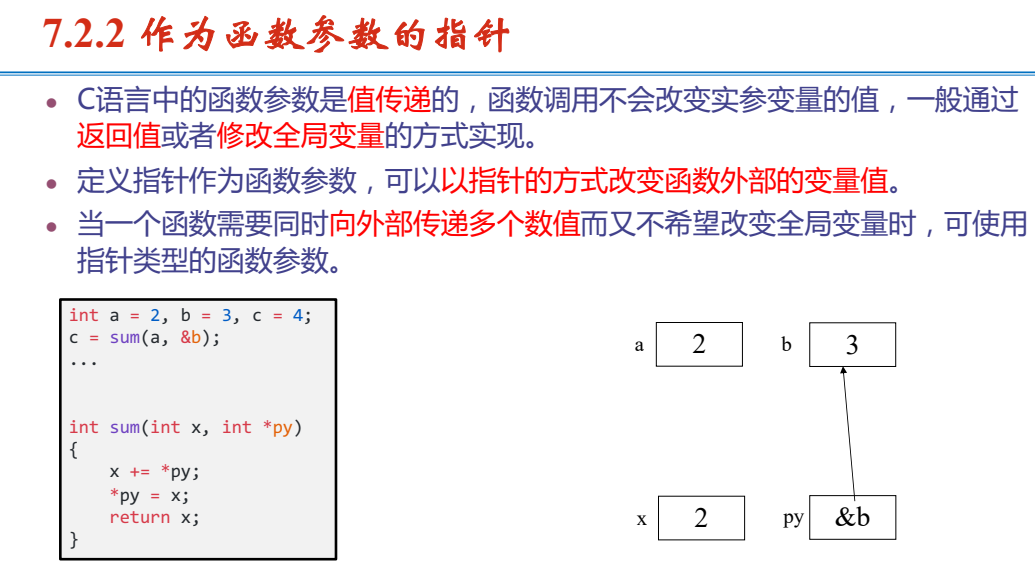 7.2.2 作为函数参数的指针
● C语言中的函数参数是值传递的，函数调用不会改变实参变量的值，一般通过
返回值或者修改全局变量的方式实现。
● 定义指针作为函数参数，可以以指针的方式改变函数外部的变量值。
● 当一个函数需要同时向外部传递多个数值而又不希望改变全局变量时，可使用
指针类型的函数参数。
int a = 2, b = 3, c = 4;
c = sum(a, &b);
...
int sum(int x, int *py)
{
    x += *py;
    *py = x;
    return x;
}
a 2 b 3
x 2 py &b